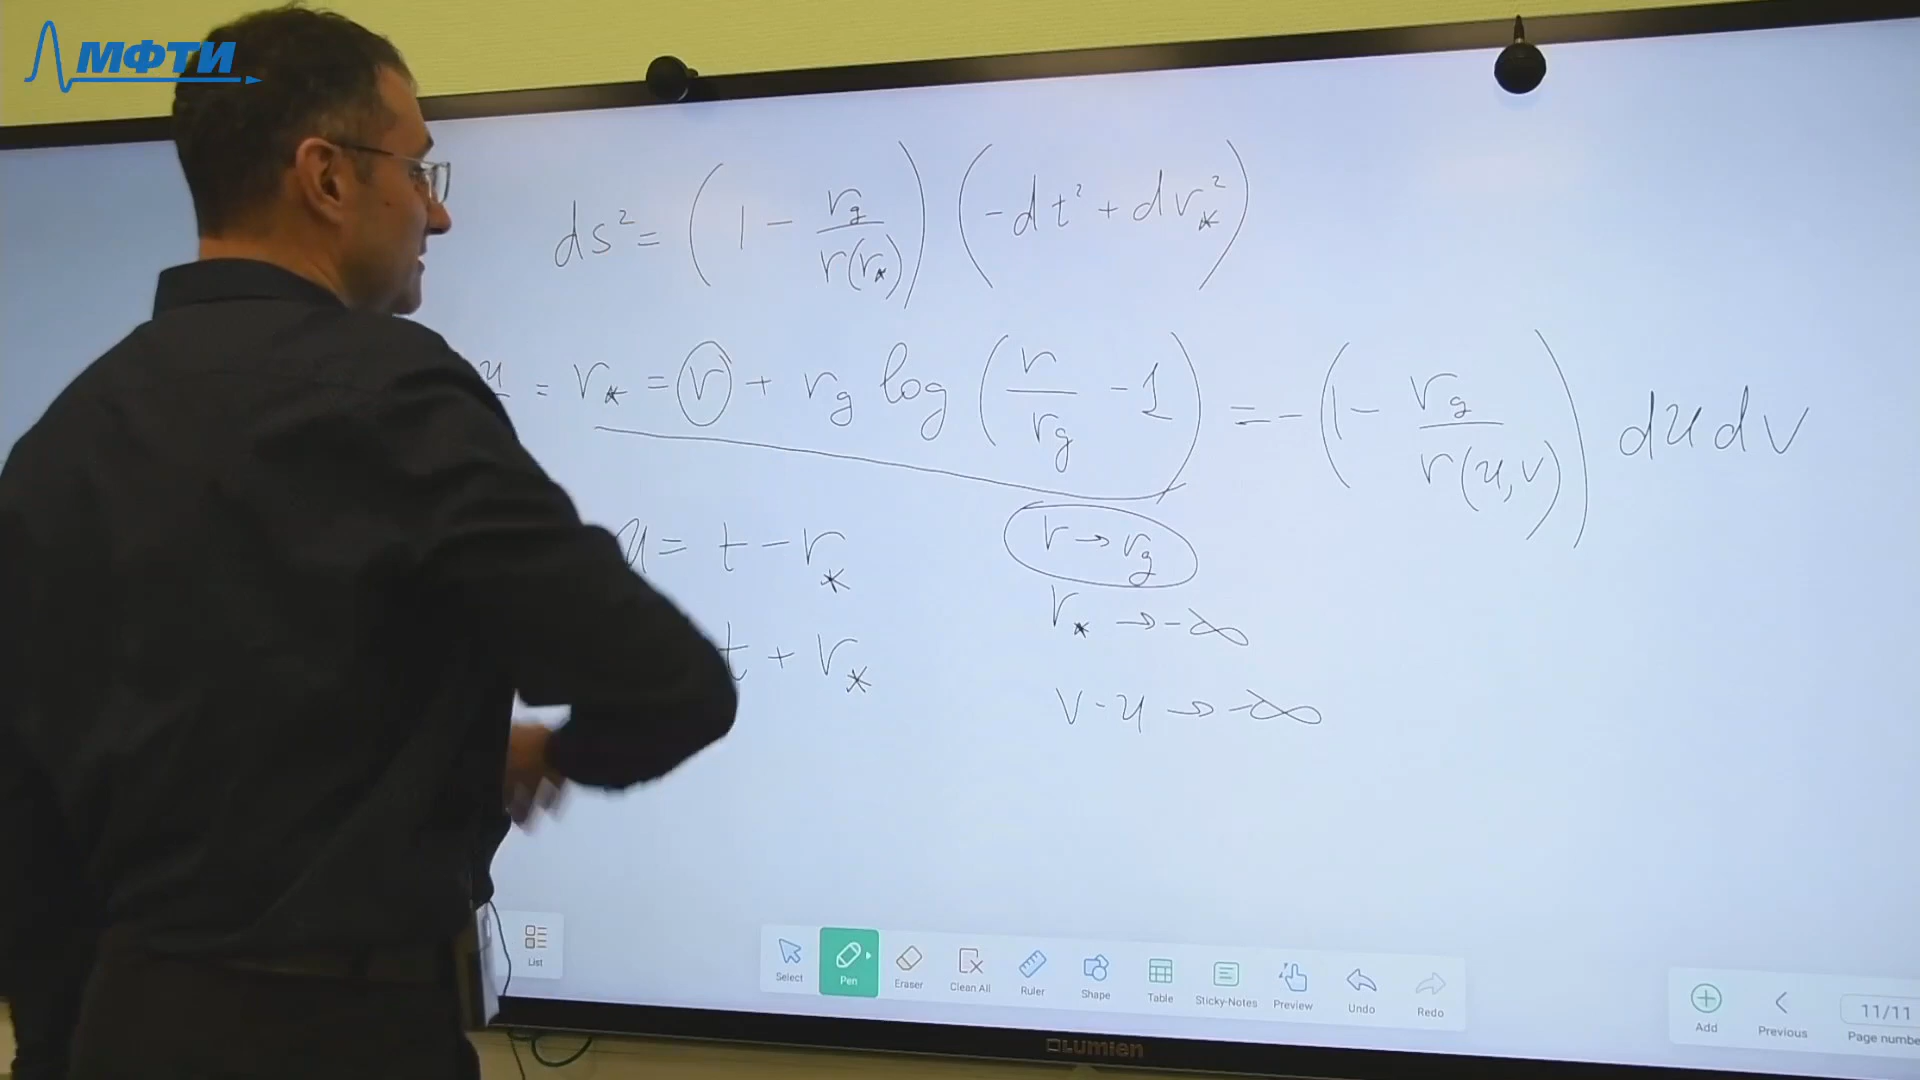 МФТИ
ds² = (1 - r_g / r(r_*)) (-dt² + dr_*²)
u = r_* = r + r_g log (r / r_g - 1) = - (1 - r_g / r(u,v)) du dv
u = t - r_*
t + r_*
r → r_g
r_* → -∞
v - u → -∞
List
Select
Pen
Eraser
Clean All
Ruler
Shape
Table
Sticky-Notes
Preview
Undo
Redo
Add
Previous
11/11
Page numbe
Lumien